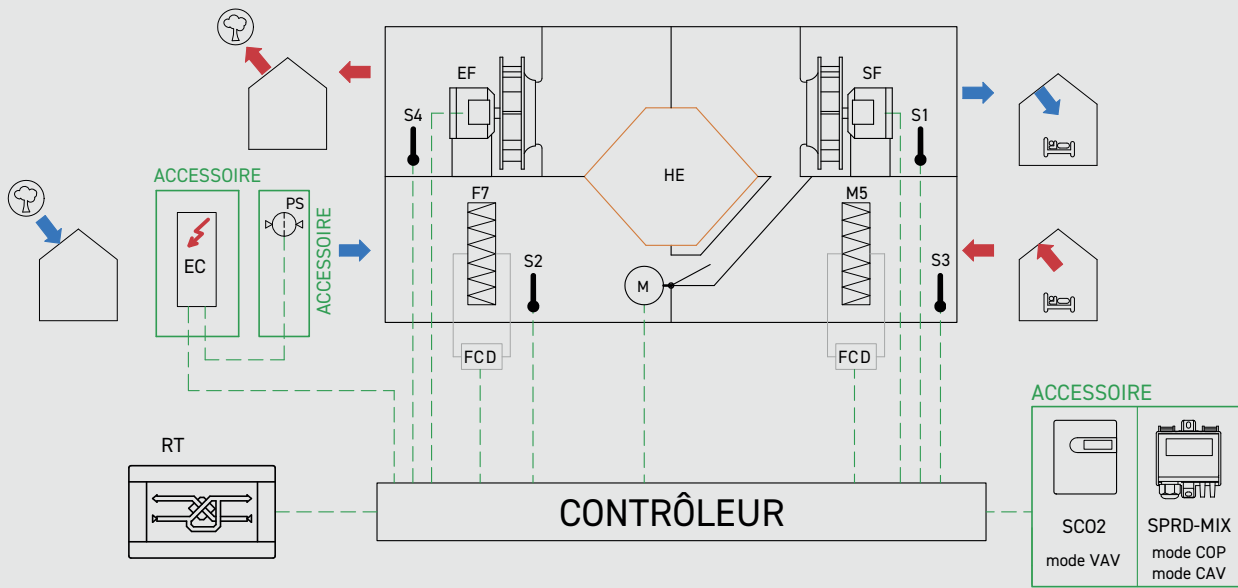 EF
SF
S4
S1
HE
ACCESSOIRE
PS
EC
ACCESSOIRE
F7
M5
S2
M
S3
FCD
FCD
ACCESSOIRE
RT
CONTRÔLEUR
SCO2
mode VAV
SPRD-MIX
mode COP
mode CAV